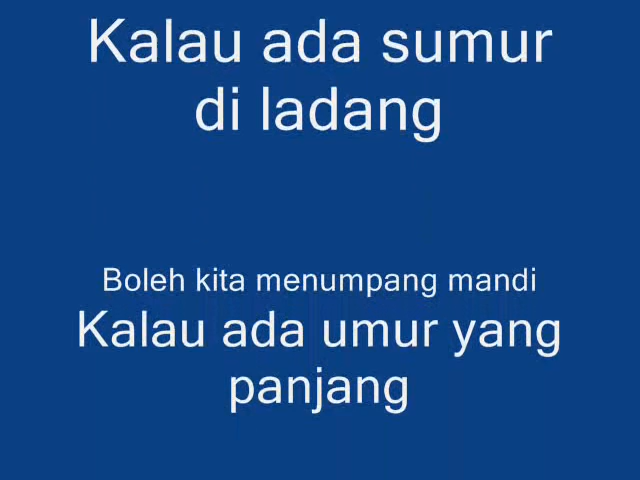 Kalau ada sumur
di ladang
Boleh kita menumpang mandi
Kalau ada umur yang
panjang